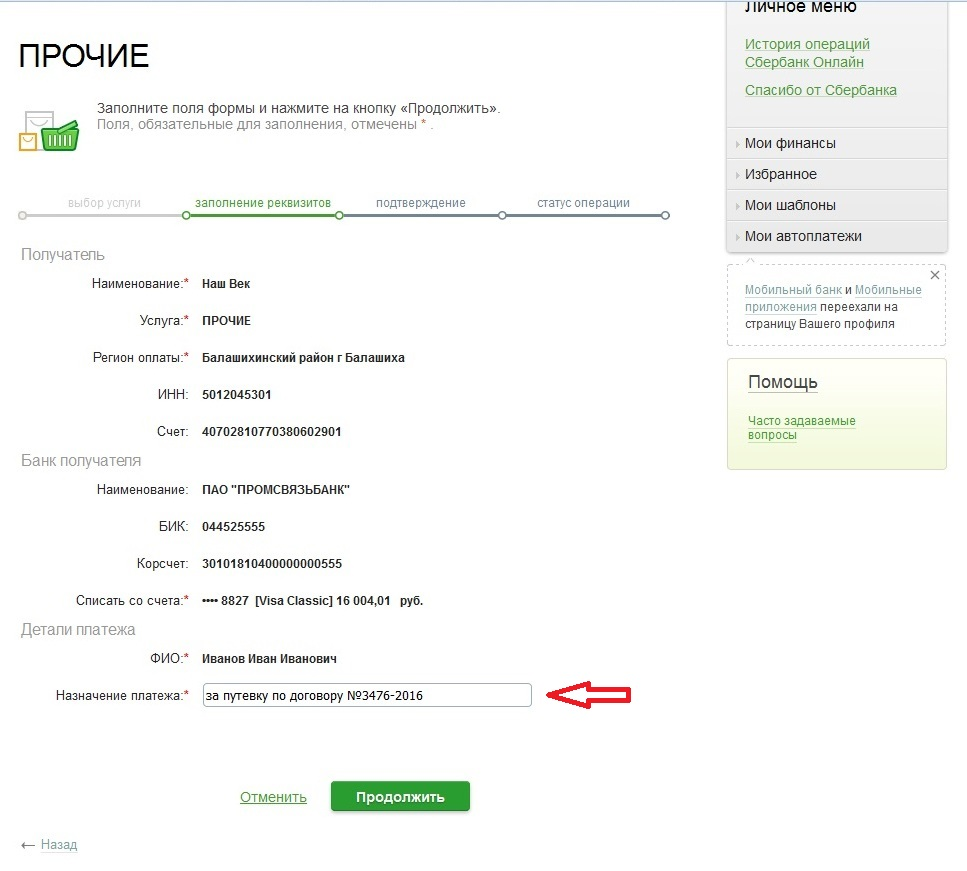 Личное меню
ПРОЧИЕ
История операций
Сбербанк Онлайн
Спасибо от Сбербанка
Заполните поля формы и нажмите на кнопку «Продолжить».
Поля, обязательные для заполнения, отмечены * .
Мои финансы
Избранное
Мои шаблоны
Мои автоплатежи
выбор услуги заполнение реквизитов подтверждение статус операции
Мобильный банк и Мобильные
приложения переехали на
страницу Вашего профиля
Помощь
Часто задаваемые
вопросы
Получатель
Наименование:* Наш Век
Услуга:* ПРОЧИЕ
Регион оплаты:* Балашихинский район г Балашиха
ИНН: 5012045301
Счет: 40702810770380602901
Банк получателя
Наименование: ПАО "ПРОМСВЯЗЬБАНК"
БИК: 044525555
Корсчет: 30101810400000000555
Списать со счета:* •••• 8827 [Visa Classic] 16 004,01 руб.
Детали платежа
ФИО:* Иванов Иван Иванович
Назначение платежа:* за путевку по договору №3476-2016
Отменить Продолжить
← Назад